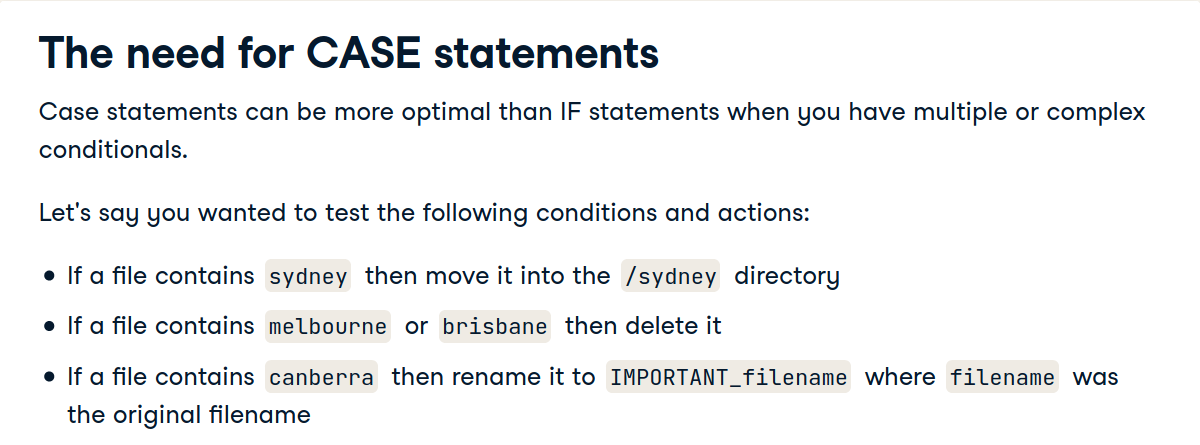 The need for CASE statements
Case statements can be more optimal than IF statements when you have multiple or complex
conditionals.
Let's say you wanted to test the following conditions and actions:
• If a file contains sydney then move it into the /sydney directory
• If a file contains melbourne or brisbane then delete it
• If a file contains canberra then rename it to IMPORTANT_filename where filename was
the original filename